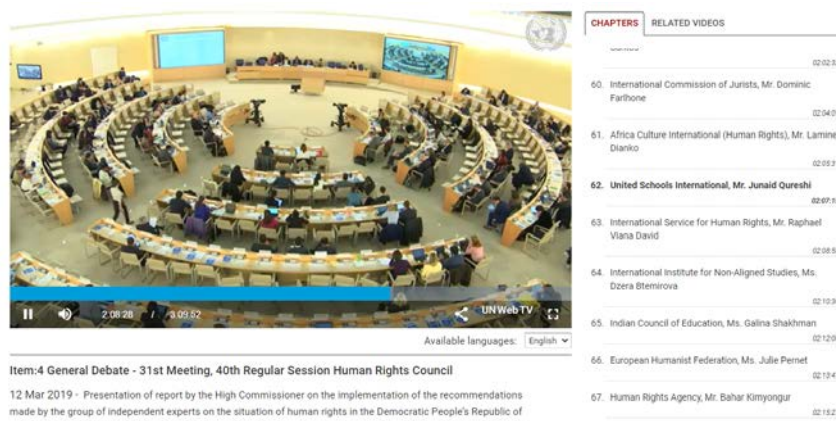 CHAPTERS RELATED VIDEOS
60. International Commission of Jurists, Mr. Dominic
Farlhone
61. Africa Culture International (Human Rights), Mr. Lamine
Dianko
62. United Schools International, Mr. Junaid Qureshi
63. International Service for Human Rights, Mr. Raphael
Viana David
64. International Institute for Non-Aligned Studies, Ms.
Dzera Btemirova
65. Indian Council of Education, Ms. Galina Shakhman
66. European Humanist Federation, Ms. Julie Pernet
67. Human Rights Agency, Mr. Bahar Kimyongur
2:08:28 / 3:09:52
UN Web TV
Available languages: English
Item:4 General Debate - 31st Meeting, 40th Regular Session Human Rights Council
12 Mar 2019 - Presentation of report by the High Commissioner on the implementation of the recommendations
made by the group of independent experts on the situation of human rights in the Democratic People's Republic of